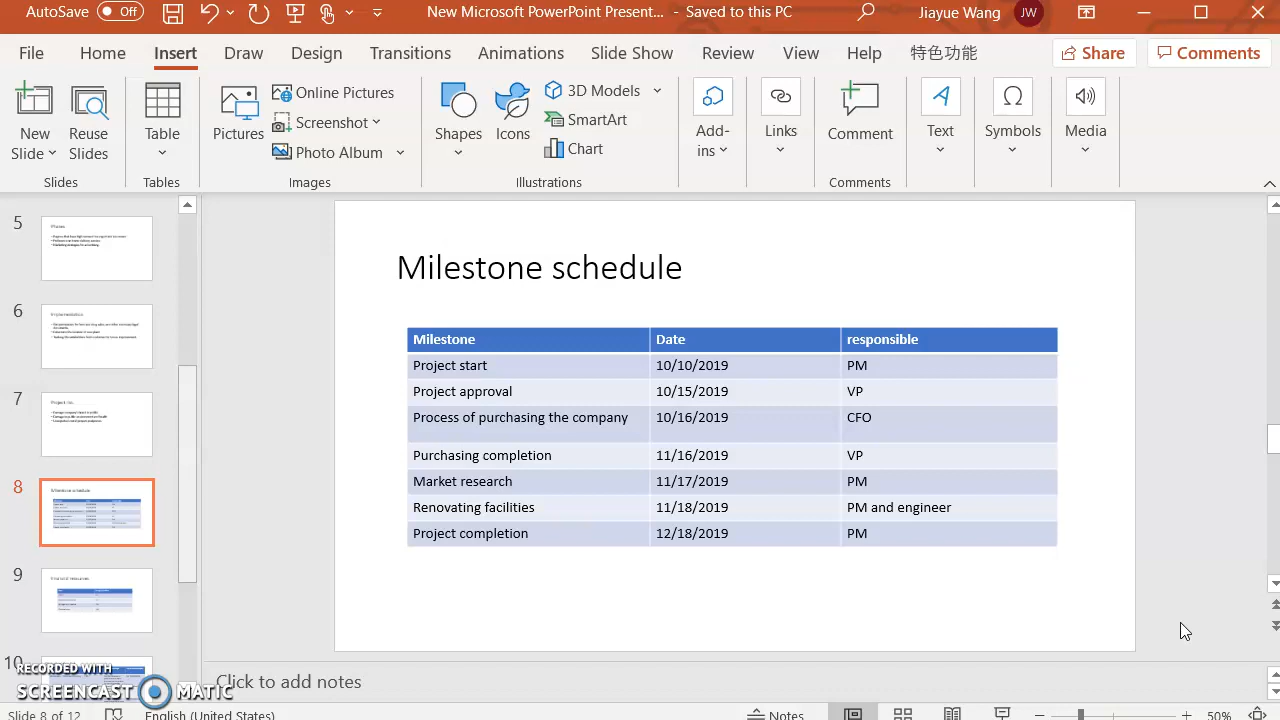 AutoSave Off New Microsoft PowerPoint Present... - Saved to this PC Jiayue Wang JW
File Home Insert Draw Design Transitions Animations Slide Show Review View Help 特色功能 Share Comments
New Slide
Reuse Slides
Slides
Table
Tables
Pictures
Online Pictures
Screenshot
Photo Album
Images
Shapes
Icons
3D Models
SmartArt
Chart
Illustrations
Add-ins
Links
Comment
Comments
Text
Symbols
Media
5
6
7
8
9
10
Milestone schedule
Milestone Date responsible
Project start 10/10/2019 PM
Project approval 10/15/2019 VP
Process of purchasing the company 10/16/2019 CFO
Purchasing completion 11/16/2019 VP
Market research 11/17/2019 PM
Renovating facilities 11/18/2019 PM and engineer
Project completion 12/18/2019 PM
Click to add notes
RECORDED WITH
SCREENCAST MATIC
Slide 8 of 12 English (United States) Notes 50%